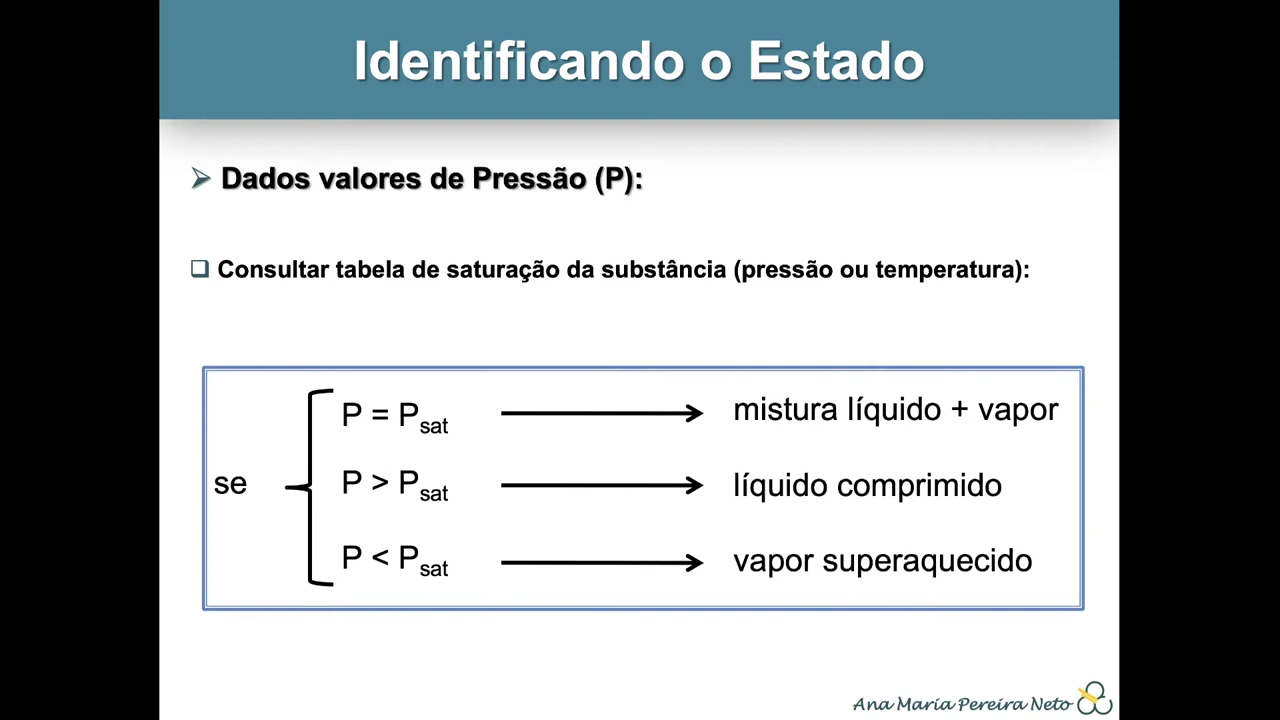 Identificando o Estado
Dados valores de Pressão (P):
Consultar tabela de saturação da substância (pressão ou temperatura):
se
P = Psat
mistura líquido + vapor
P > Psat
líquido comprimido
P < Psat
vapor superaquecido
Ana Maria Pereira Neto